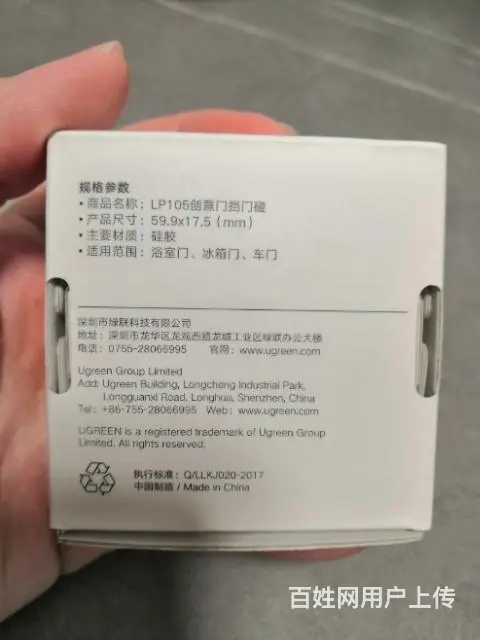 规格参数
•商品名称：LP105创意门挡门碰
•产品尺寸：59.9x17.5（mm）
•主要材质：硅胶
•适用范围：浴室门、冰箱门、车门
深圳市绿联科技有限公司
地址：深圳市龙华区龙观西路龙城工业区绿联办公大楼
电话：0755-28066995 官网：www.ugreen.com
Ugreen Group Limited
Add: Ugreen Building, Longcheng Industrial Park,
Longguanxi Road, Longhua, Shenzhen, China
Tel: +86-755-28066995 Web: www.ugreen.com
UGREEN is a registered trademark of Ugreen Group
Limited. All rights reserved.
执行标准：Q/LLKJ020-2017
中国制造 / Made in China
百姓网用户上传